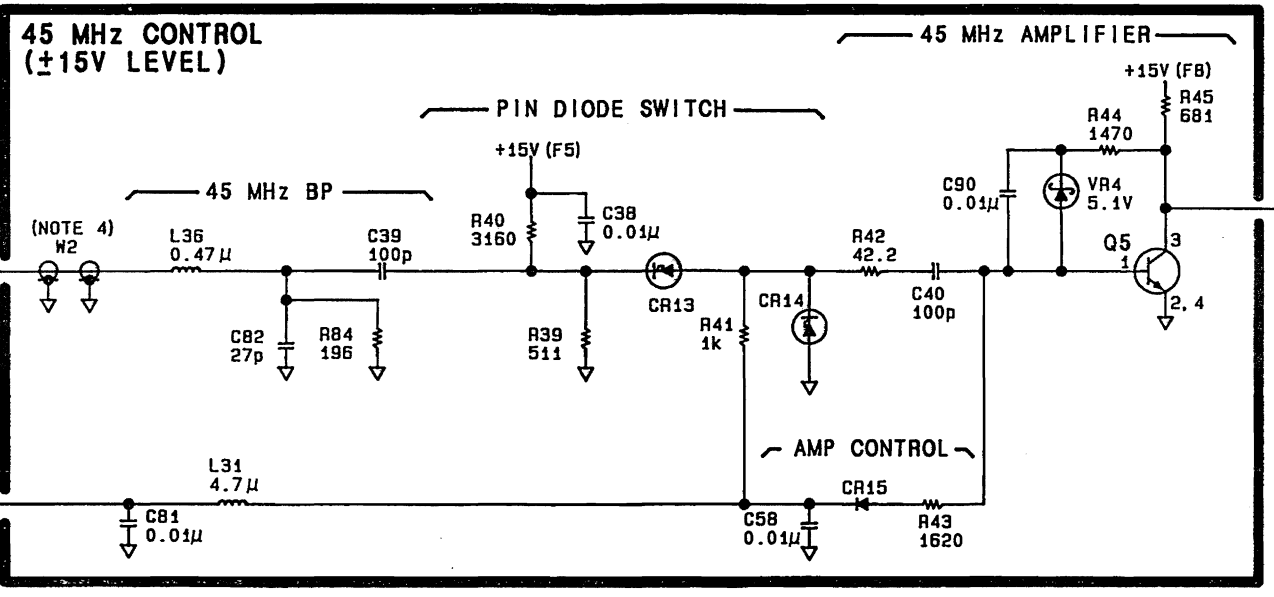 45 MHz CONTROL
(±15V LEVEL)
45 MHz AMPLIFIER
+15V (F8)
R45
681
R44
1470
PIN DIODE SWITCH
+15V (F5)
45 MHz BP
C90
0.01µ
VR4
5.1V
(NOTE 4)
W2
L36
0.47µ
C39
100p
R40
3160
C38
0.01µ
R42
42.2
Q5
3
1
2, 4
CR13
CR14
C40
100p
C82
27p
R84
196
R39
511
R41
1k
AMP CONTROL
L31
4.7µ
CR15
C81
0.01µ
C58
0.01µ
R43
1620